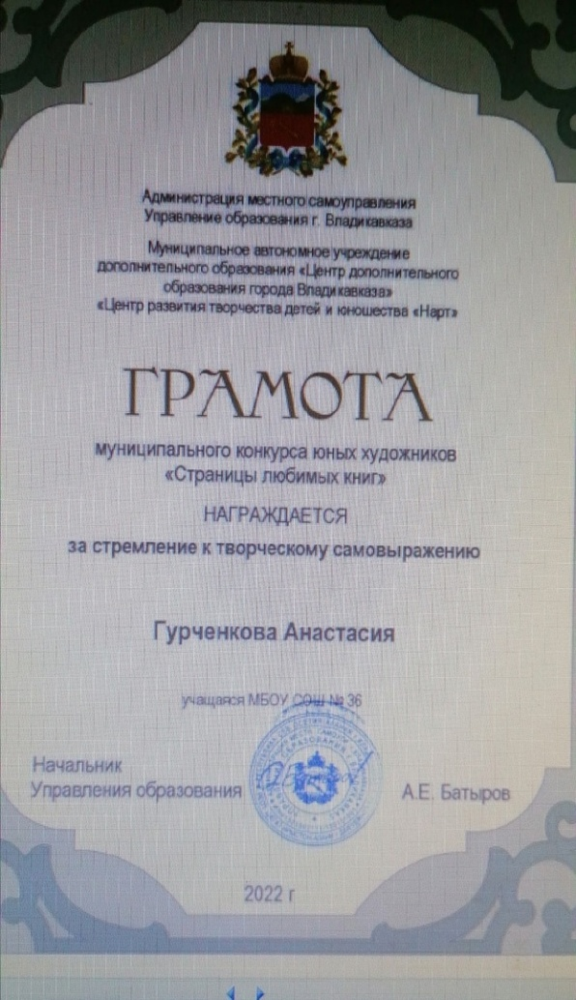 Администрация местного самоуправления
Управление образования г. Владикавказа
Муниципальное автономное учреждение
дополнительного образования «Центр дополнительного
образования города Владикавказа»
«Центр развития творчества детей и юношества «Нарт»
ГРАМОТА
муниципального конкурса юных художников
«Страницы любимых книг»
НАГРАЖДАЕТСЯ
за стремление к творческому самовыражению
Гурченкова Анастасия
учащаяся МБОУ СОШ № 36
Начальник
Управления образования
А.Е. Батыров
2022 г